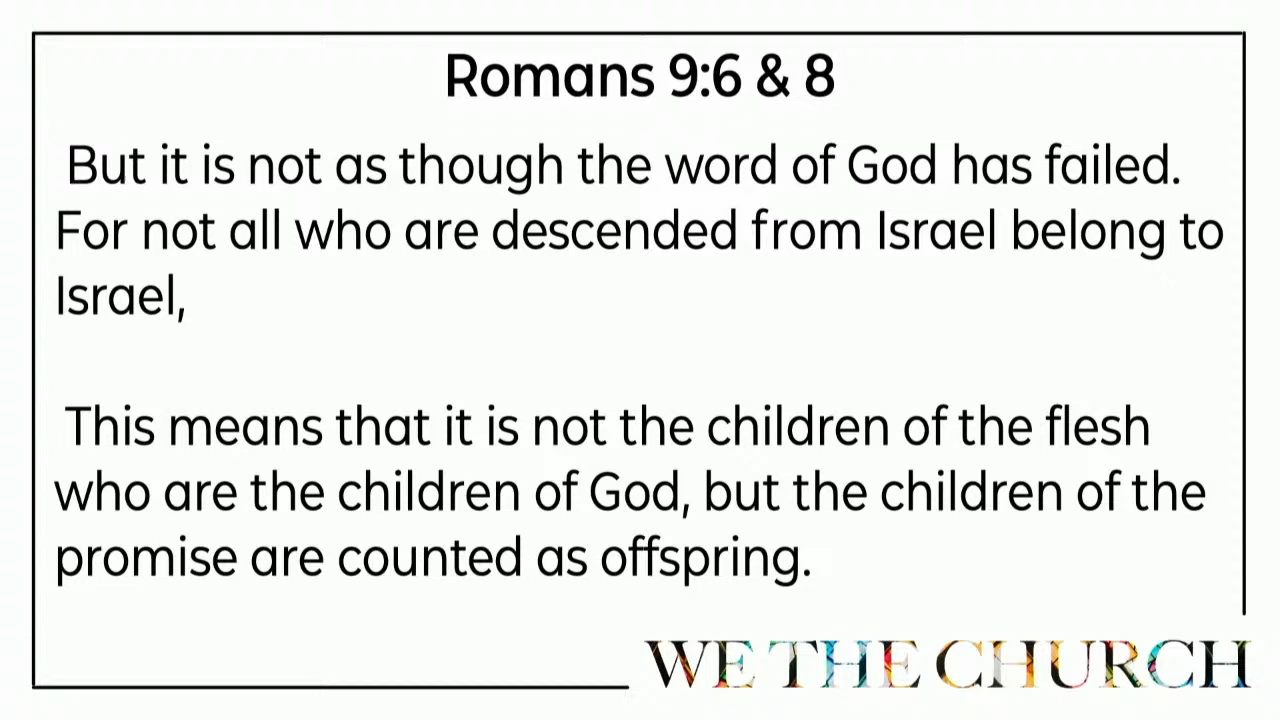 Romans 9:6 & 8
But it is not as though the word of God has failed.
For not all who are descended from Israel belong to
Israel,
This means that it is not the children of the flesh
who are the children of God, but the children of the
promise are counted as offspring.
WE THE CHURCH